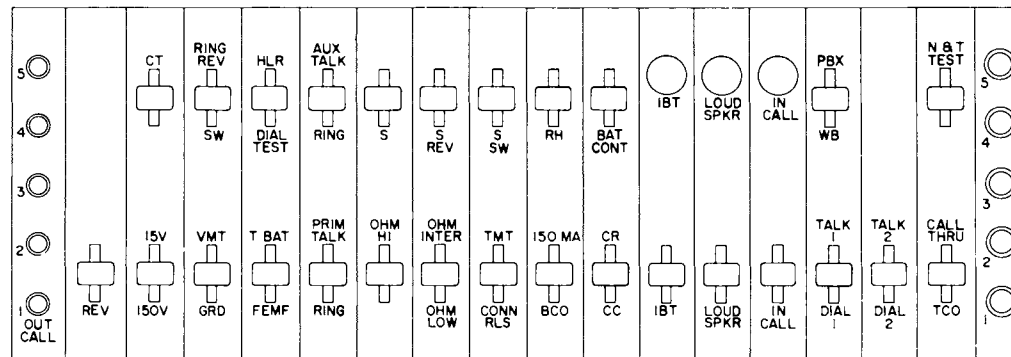 5
4
3
2
1
OUT
CALL
REV
CT
15V
150V
RING
REV
SW
VMT
GRD
HLR
DIAL
TEST
T BAT
FEMF
AUX
TALK
RING
PRIM
TALK
RING
S
OHM
HI
S
REV
OHM
INTER
OHM
LOW
S
SW
TMT
CONN
RLS
RH
150 MA
BCO
BAT
CONT
CR
CC
IBT
IBT
LOUD
SPKR
LOUD
SPKR
IN
CALL
IN
CALL
PBX
WB
TALK
1
DIAL
1
TALK
2
DIAL
2
N & T
TEST
CALL
THRU
TCO
5
4
3
2
1